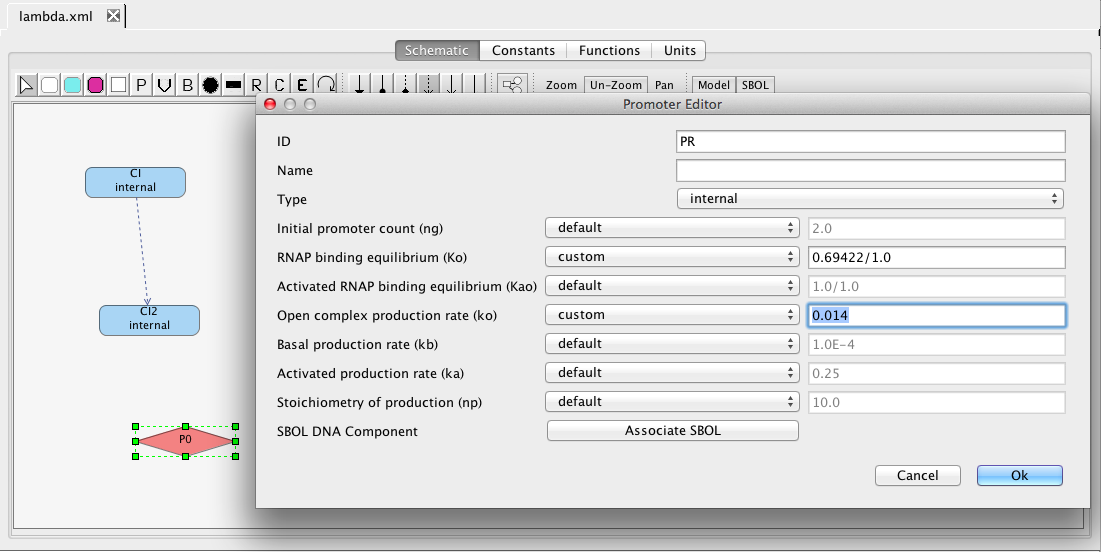 lambda.xml
Schematic Constants Functions Units
P V B R C E Zoom Un-Zoom Pan Model SBOL
Promoter Editor
ID PR
Name
Type internal
Initial promoter count (ng) default 2.0
RNAP binding equilibrium (Ko) custom 0.69422/1.0
Activated RNAP binding equilibrium (Kao) default 1.0/1.0
Open complex production rate (ko) custom 0.014
Basal production rate (kb) default 1.0E-4
Activated production rate (ka) default 0.25
Stoichiometry of production (np) default 10.0
SBOL DNA Component Associate SBOL
Cancel Ok
CI
internal
CI2
internal
P0